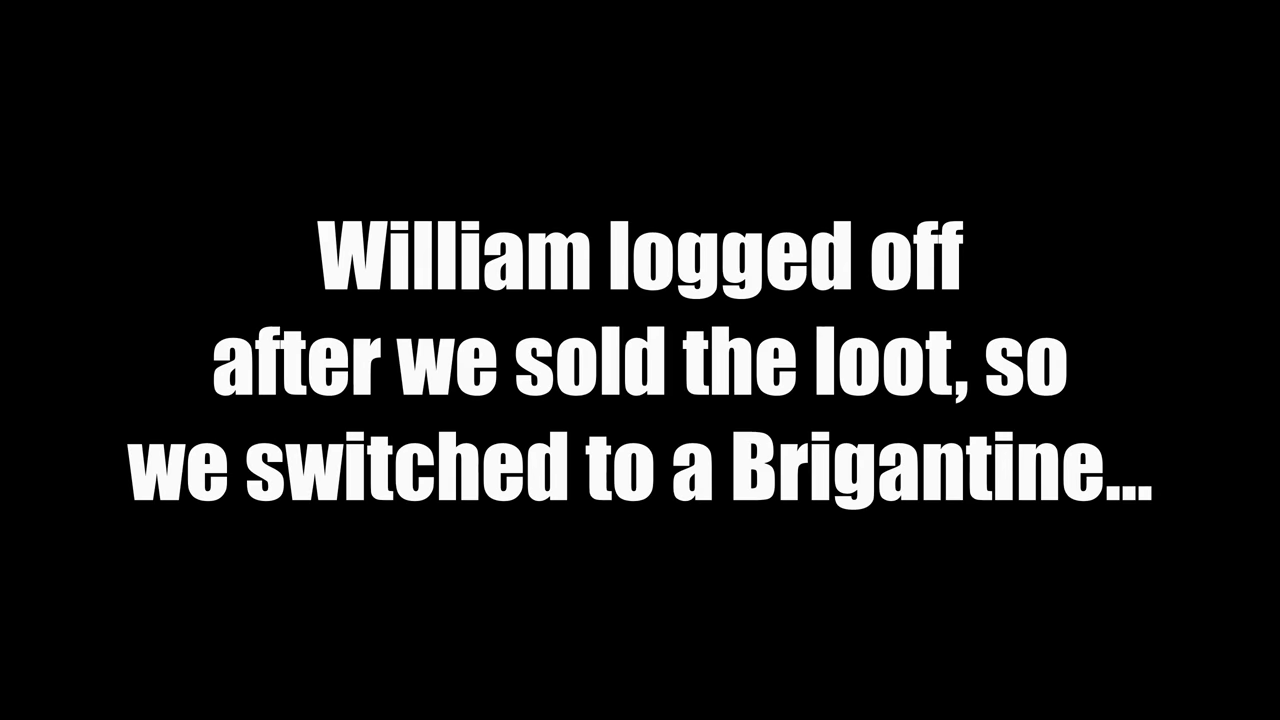 William logged off
after we sold the loot, so
we switched to a Brigantine...